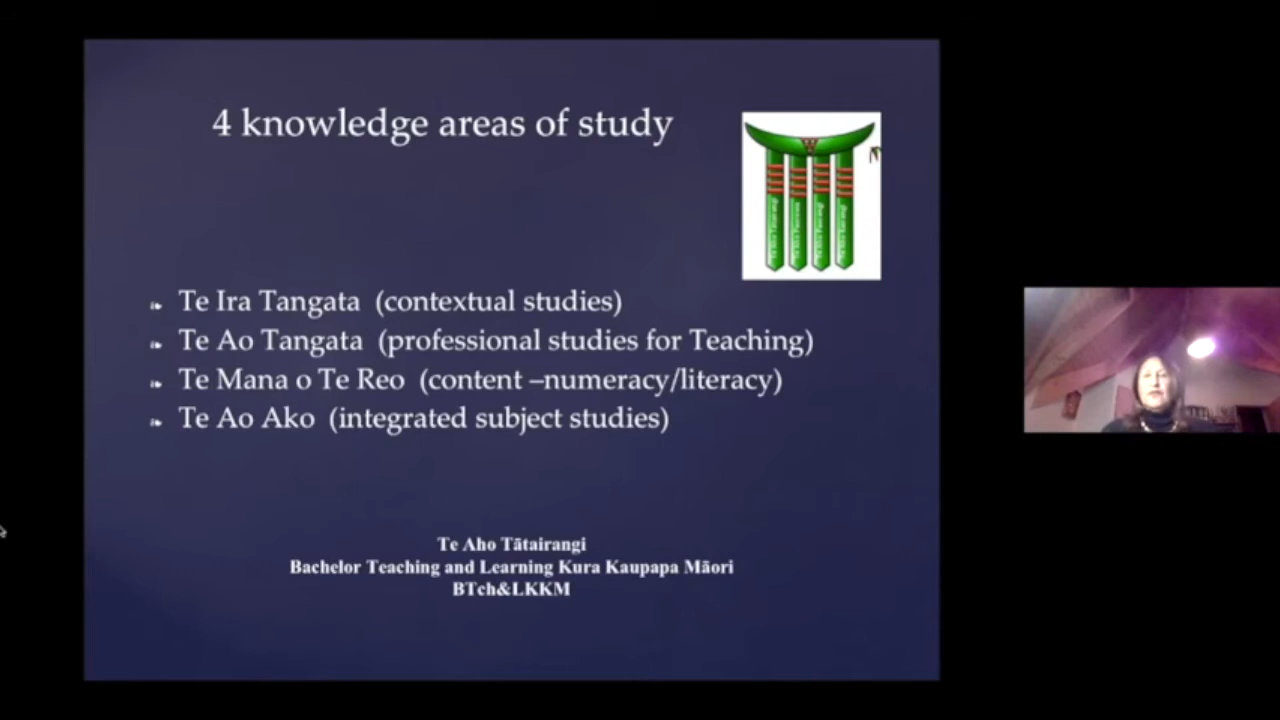 4 knowledge areas of study
Te Ira Tangata (contextual studies)
Te Ao Tangata (professional studies for Teaching)
Te Mana o Te Reo (content –numeracy/literacy)
Te Ao Ako (integrated subject studies)
Te Aho Tātairangi
Bachelor Teaching and Learning Kura Kaupapa Māori
BTch&LKKM